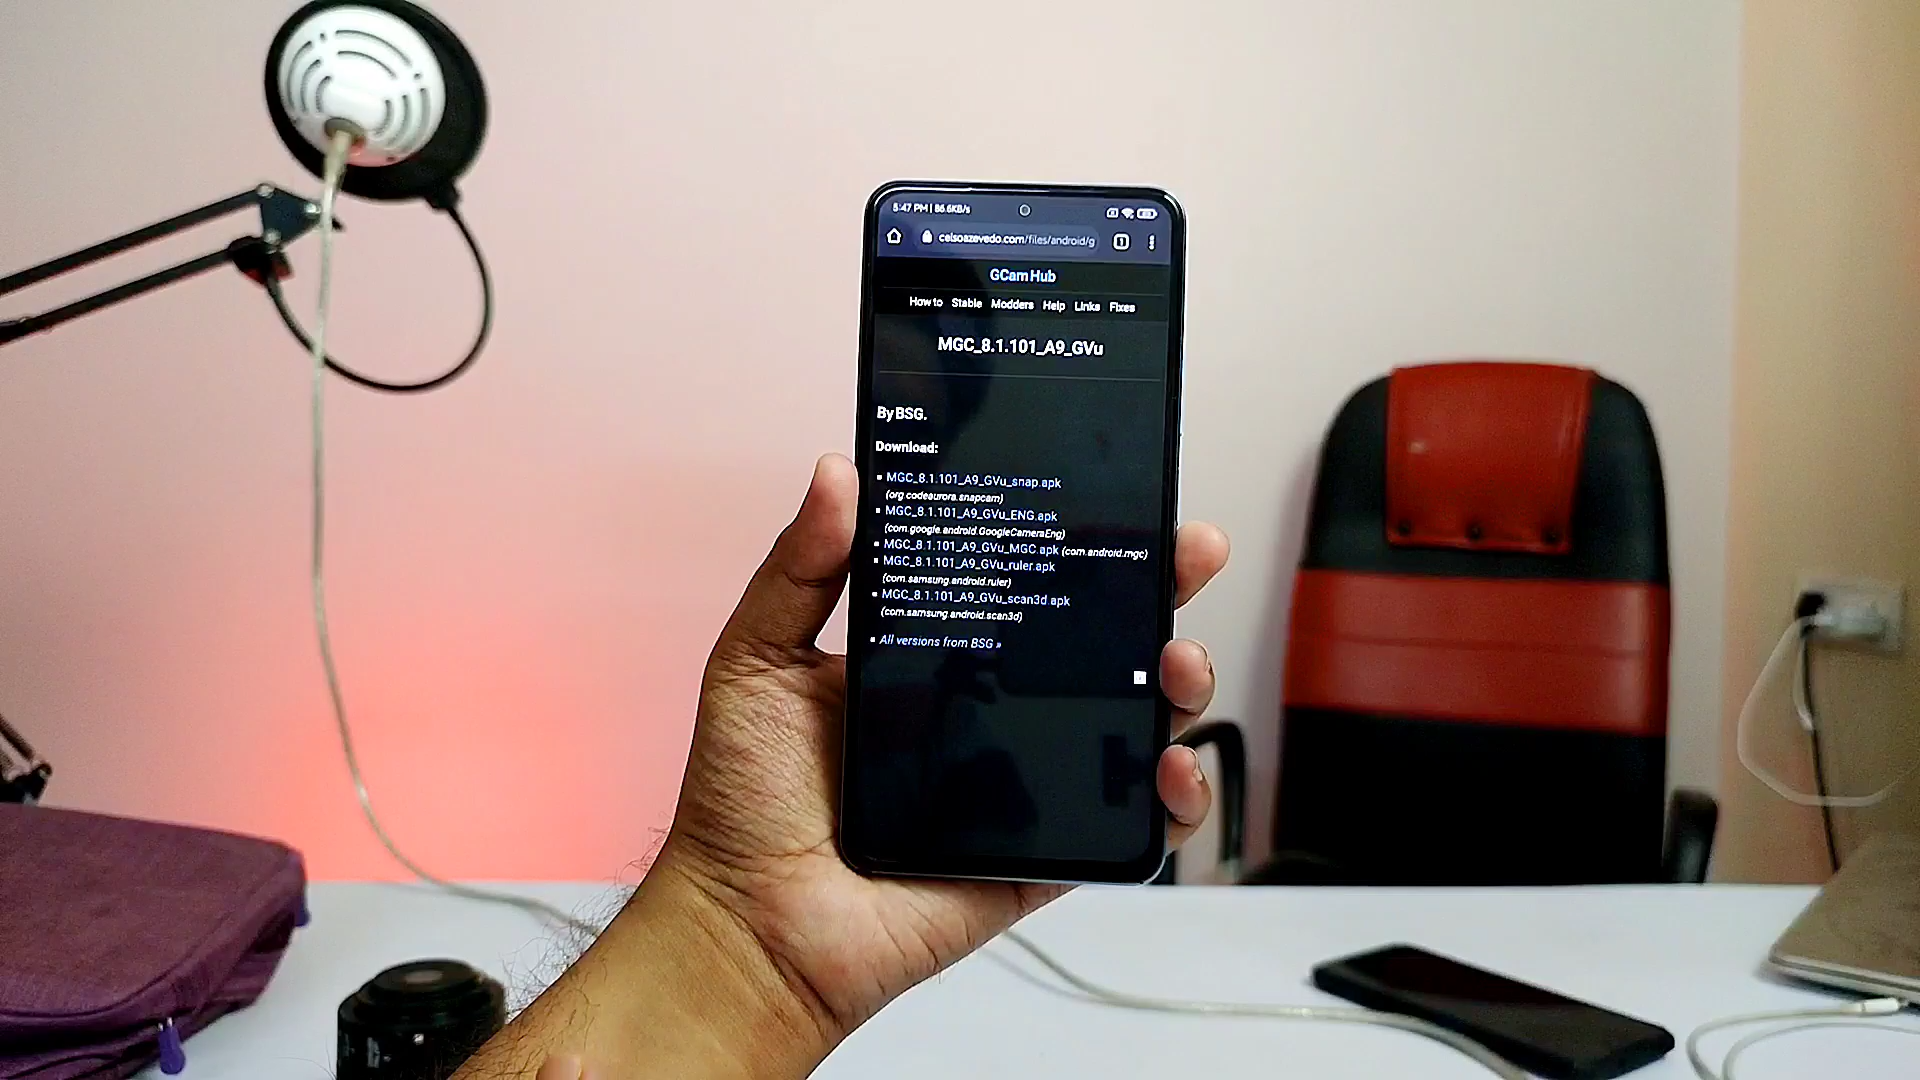 5:47 PM | 86.6KB/s
celsoazevedo.com/files/android/g
1
GCam Hub
How to Stable Modders Help Links Fixes
MGC_8.1.101_A9_GVu
By BSG.
Download:
MGC_8.1.101_A9_GVu_snap.apk
(org.codeaurora.snapcam)
MGC_8.1.101_A9_GVu_ENG.apk
(com.google.android.GoogleCameraEng)
MGC_8.1.101_A9_GVu_MGC.apk (com.android.mgc)
MGC_8.1.101_A9_GVu_ruler.apk
(com.samsung.android.ruler)
MGC_8.1.101_A9_GVu_scan3d.apk
(com.samsung.android.scan3d)
All versions from BSG »